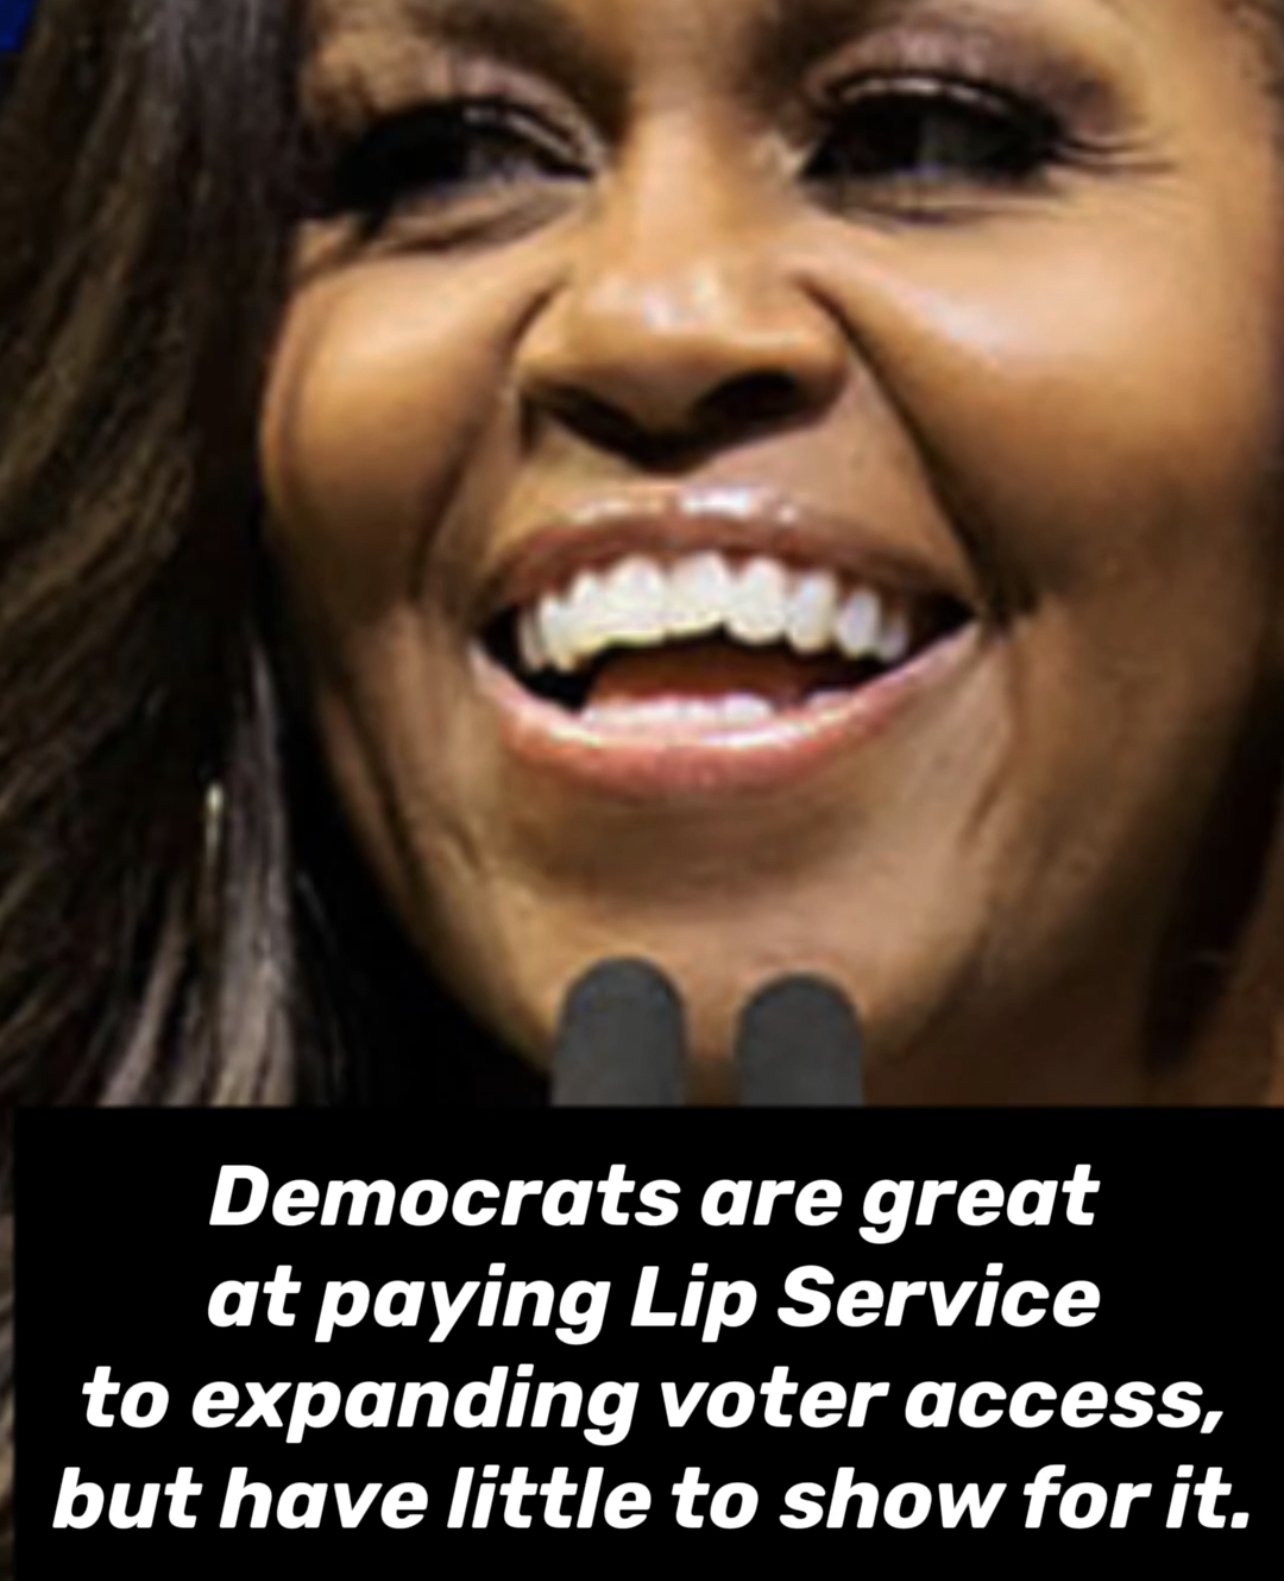 Democrats are great
at paying Lip Service
to expanding voter access,
but have little to show for it.